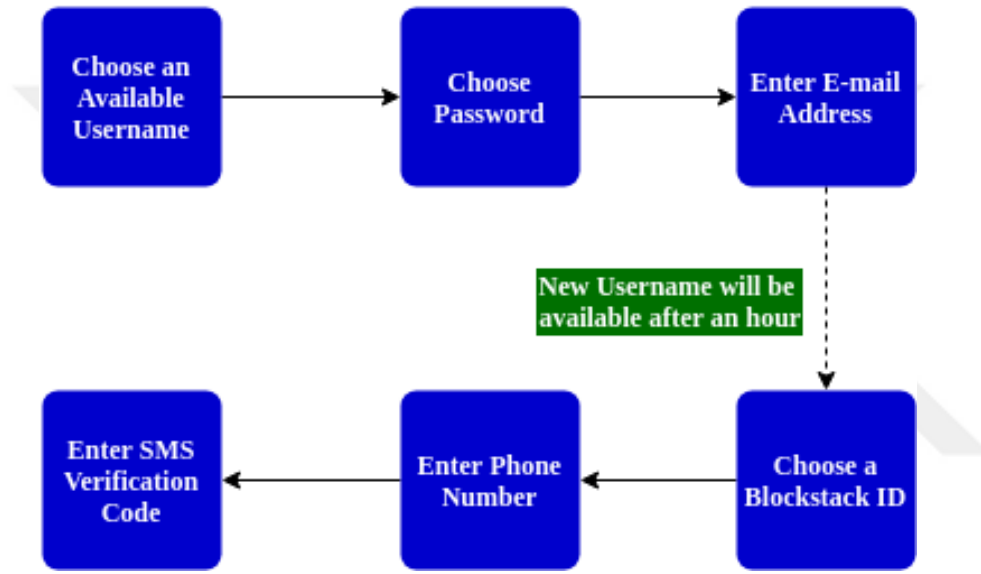 Choose an
Available
Username
Choose
Password
Enter E-mail
Address
New Username will be
available after an hour
Choose a
Blockstack ID
Enter Phone
Number
Enter SMS
Verification
Code